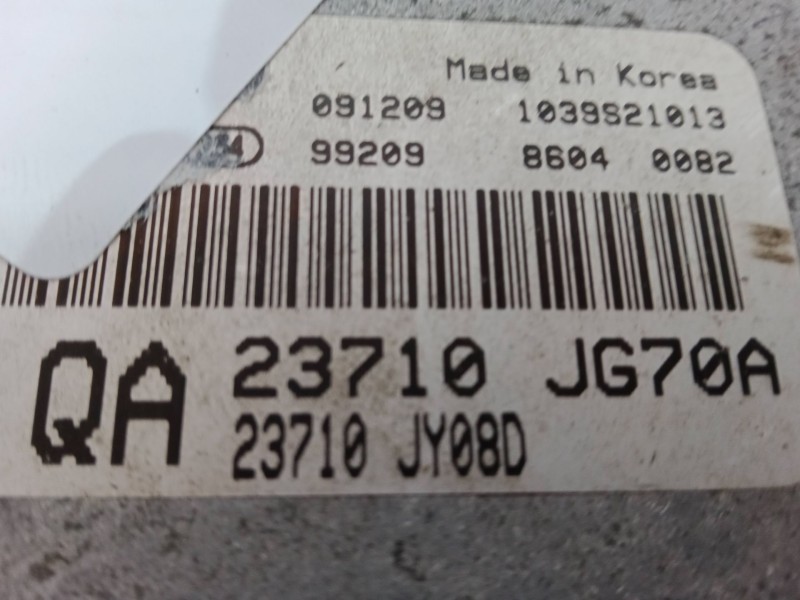 Made in Korea
091209 1039S21013
99209 8604 0082
QA 23710 JG70A
23710 JY08D